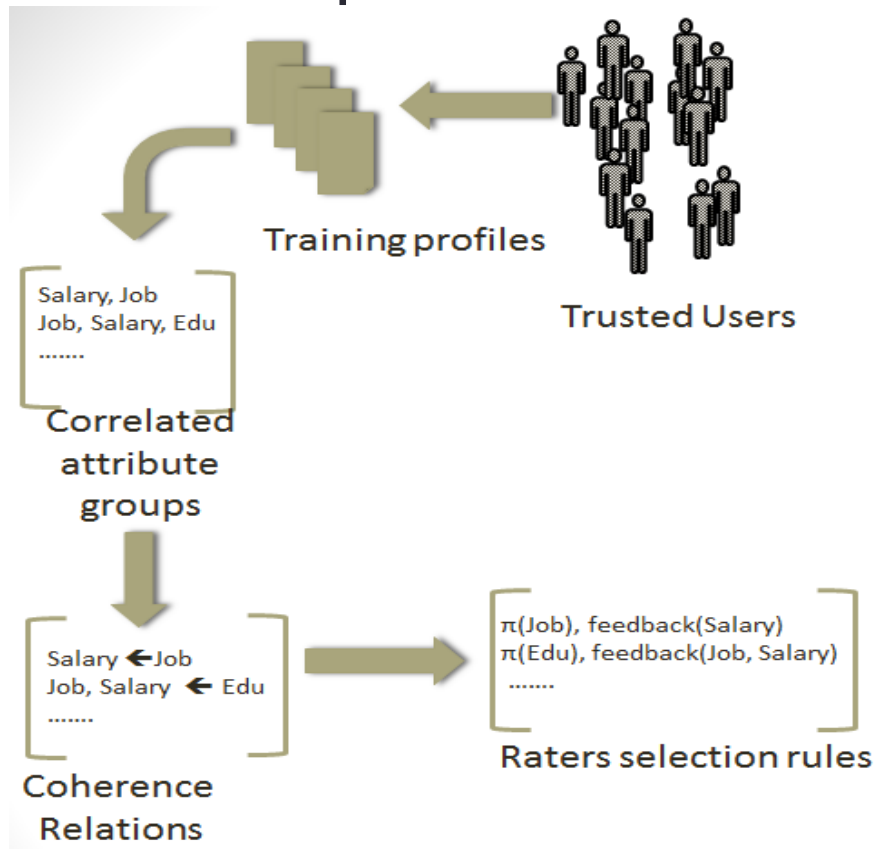 Training profiles
Trusted Users
Salary, Job
Job, Salary, Edu
.......
Correlated
attribute
groups
Salary 🡸Job
Job, Salary 🡸 Edu
.......
Coherence
Relations
π(Job), feedback(Salary)
π(Edu), feedback(Job, Salary)
.......
Raters selection rules